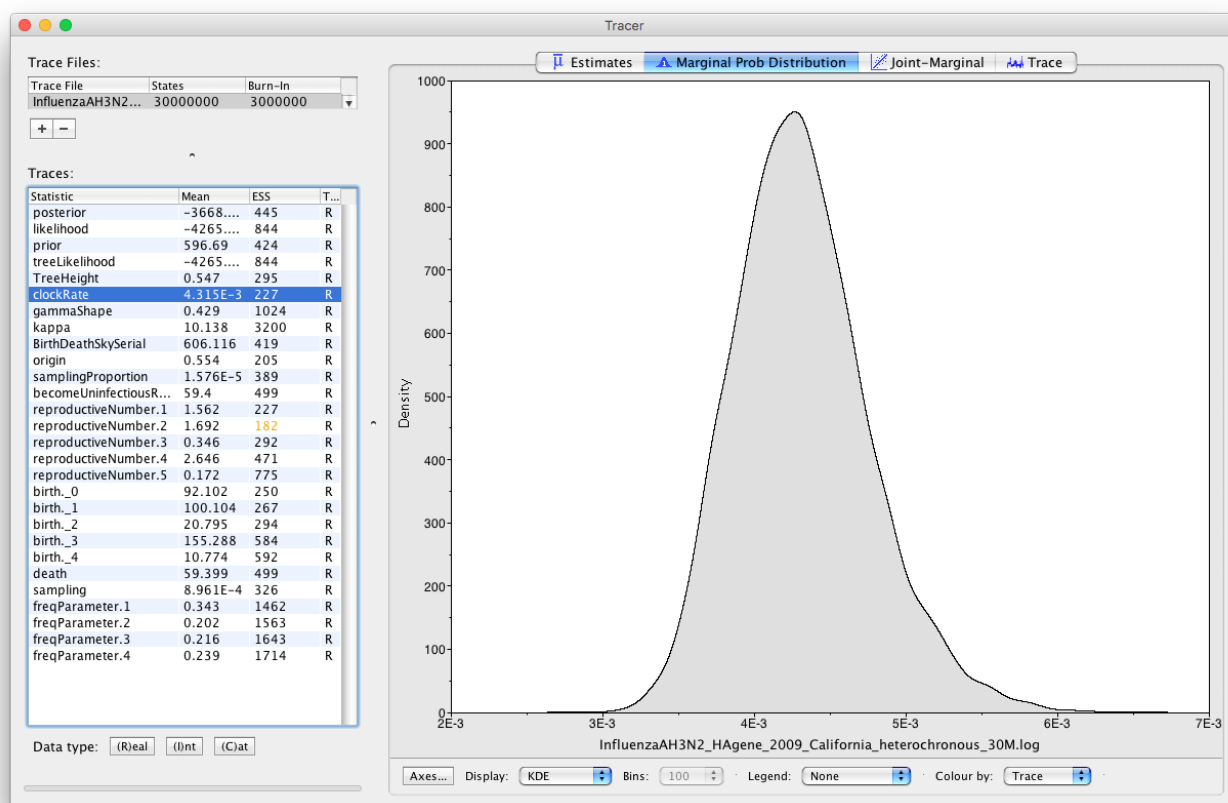 Tracer
Trace Files:
Trace File States Burn-In
InfluenzaAH3N2... 30000000 3000000
+ −
Traces:
Statistic Mean ESS T...
posterior -3668.... 445 R
likelihood -4265.... 844 R
prior 596.69 424 R
treeLikelihood -4265.... 844 R
TreeHeight 0.547 295 R
clockRate 4.315E-3 227 R
gammaShape 0.429 1024 R
kappa 10.138 3200 R
BirthDeathSkySerial 606.116 419 R
origin 0.554 205 R
samplingProportion 1.576E-5 389 R
becomeUninfectiousR... 59.4 499 R
reproductiveNumber.1 1.562 227 R
reproductiveNumber.2 1.692 182 R
reproductiveNumber.3 0.346 292 R
reproductiveNumber.4 2.646 471 R
reproductiveNumber.5 0.172 775 R
birth._0 92.102 250 R
birth._1 100.104 267 R
birth._2 20.795 294 R
birth._3 155.288 584 R
birth._4 10.774 592 R
death 59.399 499 R
sampling 8.961E-4 326 R
freqParameter.1 0.343 1462 R
freqParameter.2 0.202 1563 R
freqParameter.3 0.216 1643 R
freqParameter.4 0.239 1714 R
Data type: (R)eal (I)nt (C)at
Estimates Marginal Prob Distribution Joint-Marginal Trace
1000
900
800
700
600
500
400
300
200
100
0
Density
2E-3 3E-3 4E-3 5E-3 6E-3 7E-3
InfluenzaAH3N2_HAgene_2009_California_heterochronous_30M.log
Axes... Display: KDE Bins: 100 Legend: None Colour by: Trace